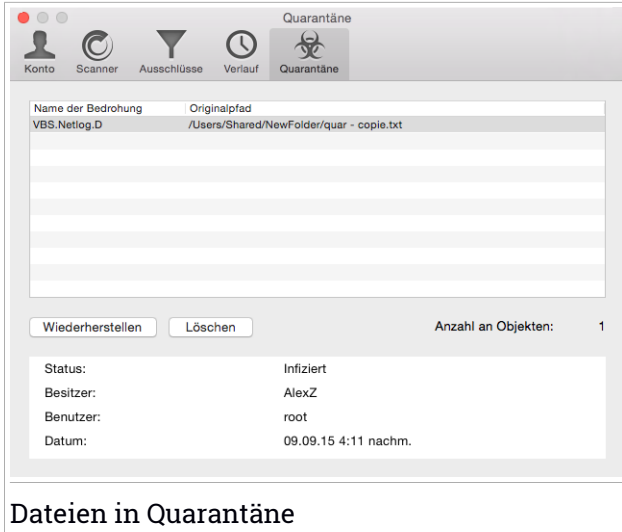 Quarantäne
Konto Scanner Ausschlüsse Verlauf Quarantäne
Name der Bedrohung Originalpfad
VBS.Netlog.D /Users/Shared/NewFolder/quar - copie.txt
Wiederherstellen Löschen Anzahl an Objekten: 1
Status: Infiziert
Besitzer: AlexZ
Benutzer: root
Datum: 09.09.15 4:11 nachm.
Dateien in Quarantäne